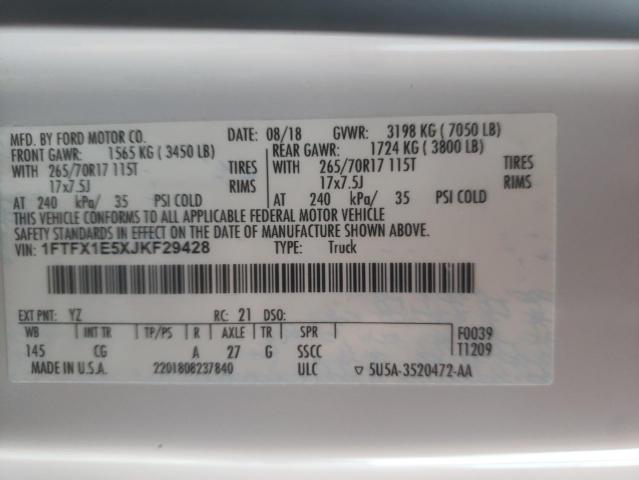 MFD. BY FORD MOTOR CO. DATE: 08/18 GVWR: 3198 KG ( 7050 LB)
FRONT GAWR: 1565 KG ( 3450 LB) REAR GAWR: 1724 KG ( 3800 LB)
WITH 265/70R17 115T TIRES WITH 265/70R17 115T TIRES
17x7.5J RIMS 17x7.5J RIMS
AT 240 kPa/ 35 PSI COLD AT 240 kPa/ 35 PSI COLD
THIS VEHICLE CONFORMS TO ALL APPLICABLE FEDERAL MOTOR VEHICLE
SAFETY STANDARDS IN EFFECT ON THE DATE OF MANUFACTURE SHOWN ABOVE.
VIN: 1FTFX1E5XJKF29428 TYPE: Truck
EXT PNT: YZ RC: 21 DSO:
WB INT TR TP/PS R AXLE TR SPR F0039
145 CG A 27 G SSCC T1209
MADE IN U.S.A. 2201808237840 ULC ▽ 5U5A-3520472-AA